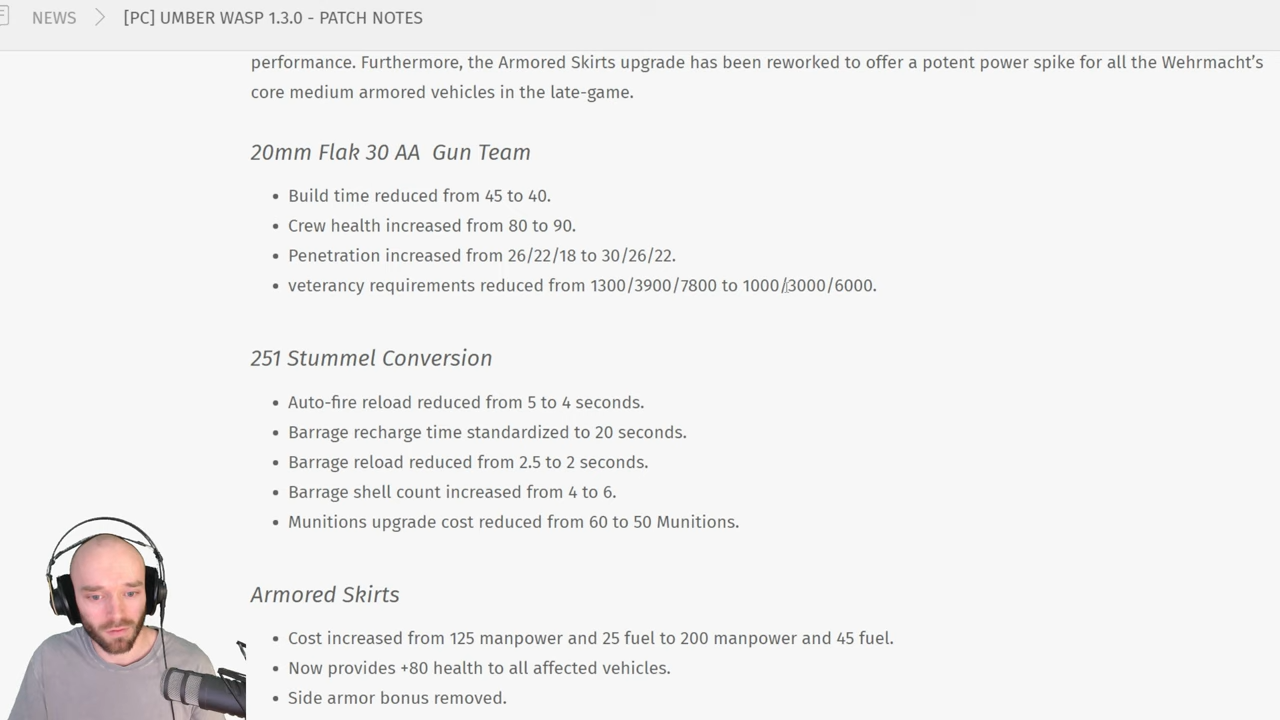 NEWS > [PC] UMBER WASP 1.3.0 - PATCH NOTES
performance. Furthermore, the Armored Skirts upgrade has been reworked to offer a potent power spike for all the Wehrmacht’s
core medium armored vehicles in the late-game.
20mm Flak 30 AA Gun Team
• Build time reduced from 45 to 40.
• Crew health increased from 80 to 90.
• Penetration increased from 26/22/18 to 30/26/22.
• veterancy requirements reduced from 1300/3900/7800 to 1000/3000/6000.
251 Stummel Conversion
• Auto-fire reload reduced from 5 to 4 seconds.
• Barrage recharge time standardized to 20 seconds.
• Barrage reload reduced from 2.5 to 2 seconds.
• Barrage shell count increased from 4 to 6.
• Munitions upgrade cost reduced from 60 to 50 Munitions.
Armored Skirts
• Cost increased from 125 manpower and 25 fuel to 200 manpower and 45 fuel.
• Now provides +80 health to all affected vehicles.
• Side armor bonus removed.